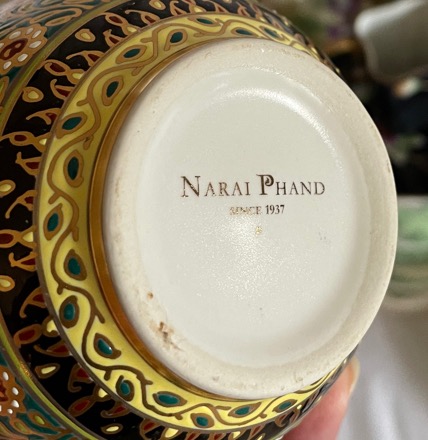 NARAI PHAND
SINCE 1937